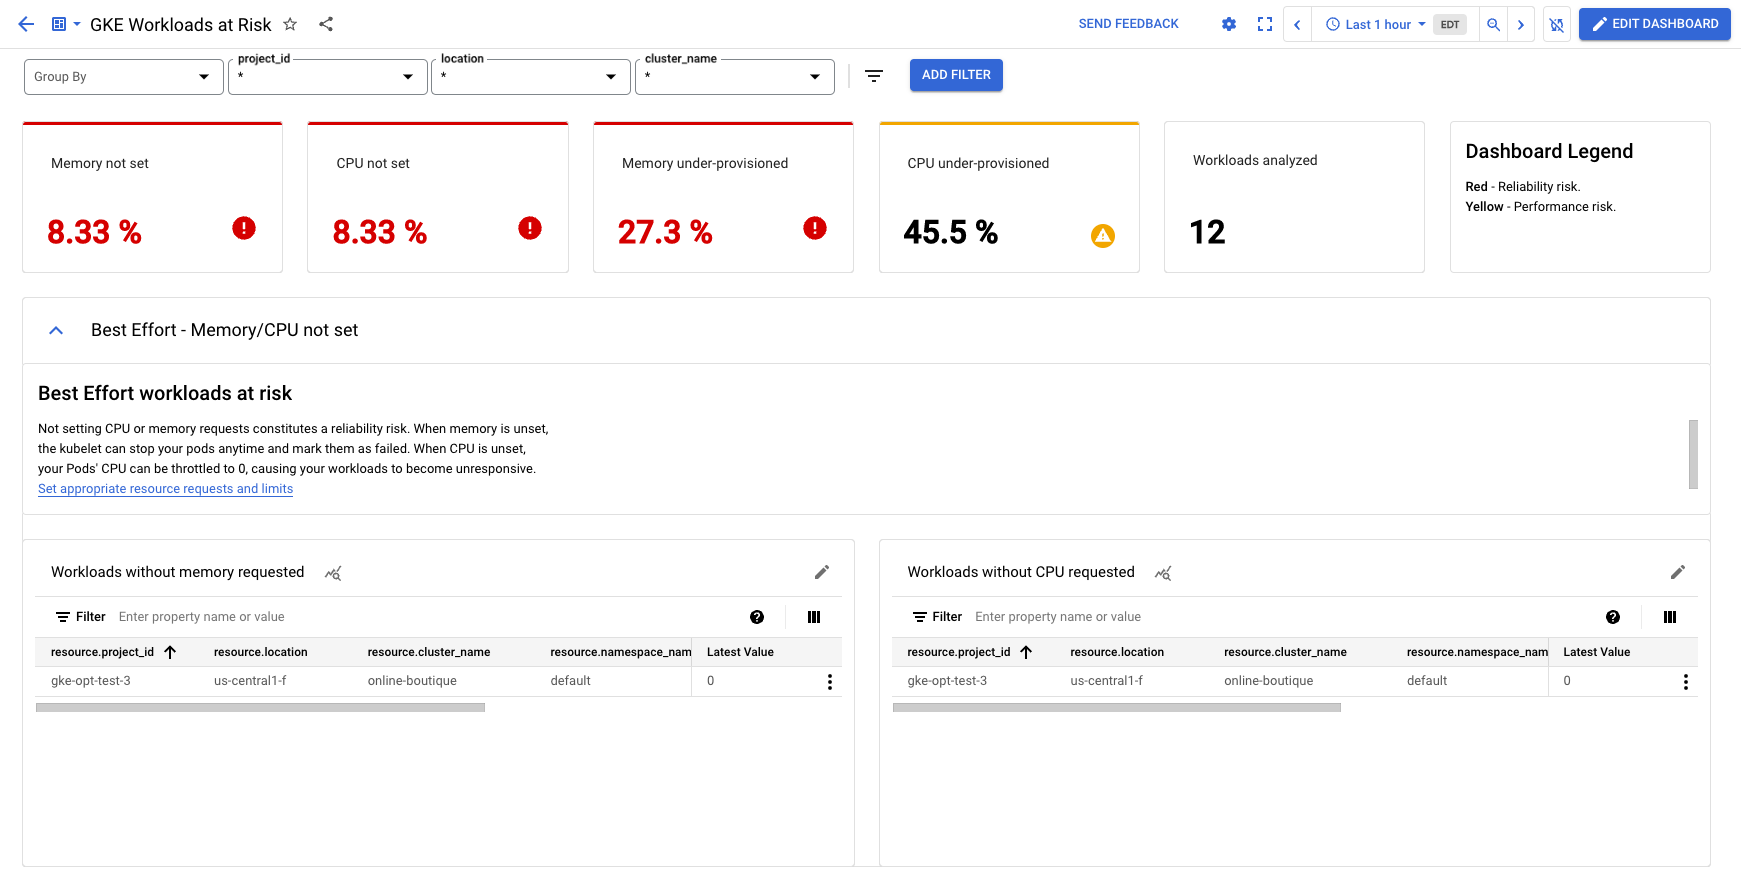 GKE Workloads at Risk
SEND FEEDBACK
Last 1 hour
EDT
EDIT DASHBOARD
Group By
project_id
*
location
*
cluster_name
*
ADD FILTER
Memory not set
8.33 %
CPU not set
8.33 %
Memory under-provisioned
27.3 %
CPU under-provisioned
45.5 %
Workloads analyzed
12
Dashboard Legend
Red - Reliability risk.
Yellow - Performance risk.
Best Effort - Memory/CPU not set
Best Effort workloads at risk
Not setting CPU or memory requests constitutes a reliability risk. When memory is unset,
the kubelet can stop your pods anytime and mark them as failed. When CPU is unset,
your Pods' CPU can be throttled to 0, causing your workloads to become unresponsive.
Set appropriate resource requests and limits
Workloads without memory requested
Filter Enter property name or value
resource.project_id resource.location resource.cluster_name resource.namespace_nam Latest Value
gke-opt-test-3 us-central1-f online-boutique default 0
Workloads without CPU requested
Filter Enter property name or value
resource.project_id resource.location resource.cluster_name resource.namespace_nam Latest Value
gke-opt-test-3 us-central1-f online-boutique default 0